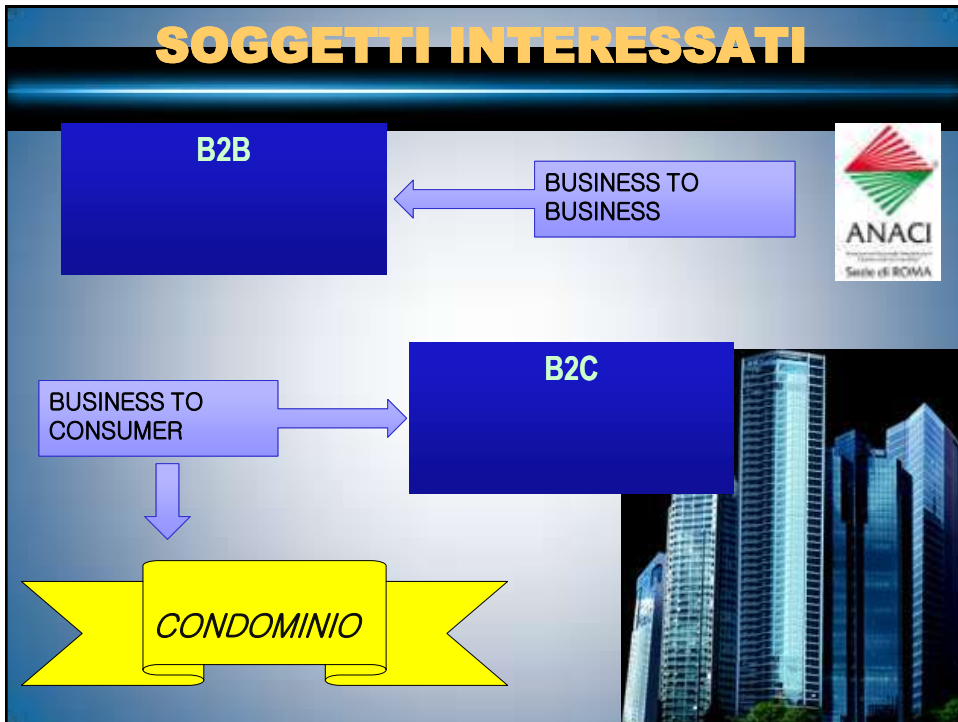 SOGGETTI INTERESSATI
B2B
BUSINESS TO
BUSINESS
ANACI
Sede di ROMA
B2C
BUSINESS TO
CONSUMER
CONDOMINIO